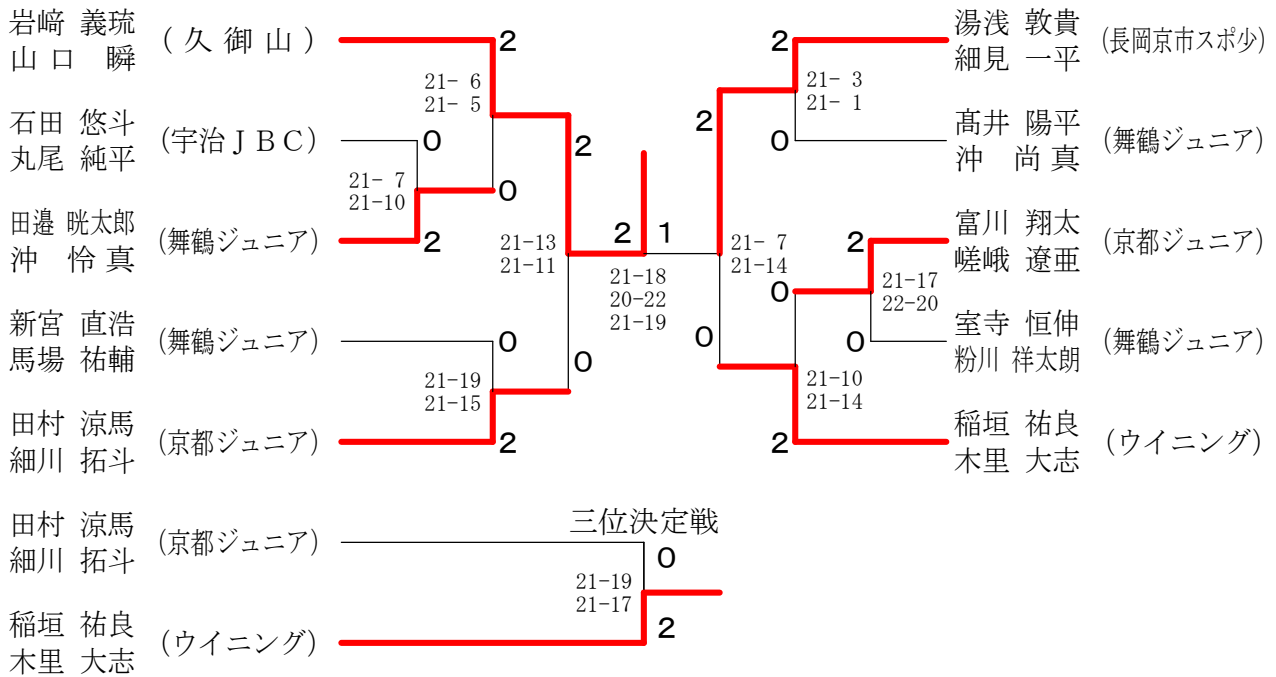 岩﨑 義琉
山口 瞬
(久御山)
2
21- 6
21- 5
石田 悠斗
丸尾 純平
(宇治ＪＢＣ)
0
21- 7
21-10
0
田邉 晄太郎
沖 怜真
(舞鶴ジュニア)
2
2
21-13
21-11
新宮 直浩
馬場 祐輔
(舞鶴ジュニア)
0
21-19
21-15
0
田村 涼馬
細川 拓斗
(京都ジュニア)
2
2 1
21-18
20-22
21-19
湯浅 敦貴
細見 一平
(長岡京市スポ少)
2
21- 3
21- 1
2
髙井 陽平
沖 尚真
(舞鶴ジュニア)
0
21- 7
21-14
富川 翔太
嵯峨 遼亜
(京都ジュニア)
2
21-17
22-20
0
室寺 恒伸
粉川 祥太朗
(舞鶴ジュニア)
0
0
21-10
21-14
稲垣 祐良
木里 大志
(ウイニング)
2
三位決定戦
田村 涼馬
細川 拓斗
(京都ジュニア)
0
21-19
21-17
稲垣 祐良
木里 大志
(ウイニング)
2